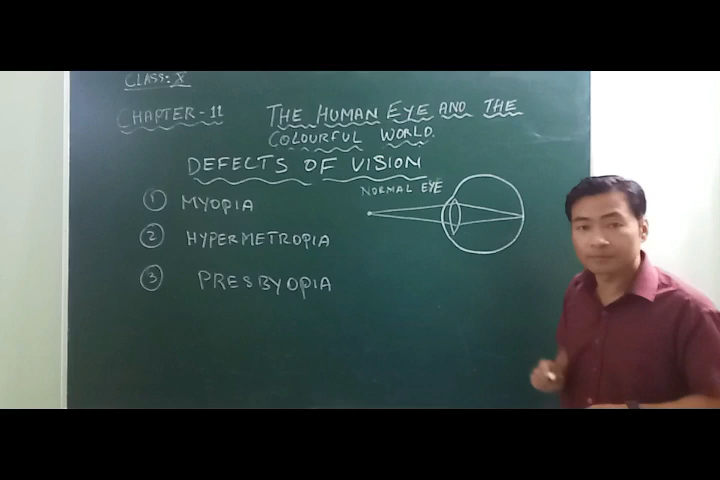 CLASS: X
CHAPTER - 11 THE HUMAN EYE AND THE
COLOURFUL WORLD.
DEFECTS OF VISION
NORMAL EYE
1 MYOPIA
2 HYPERMETROPIA
3 PRESBYOPIA